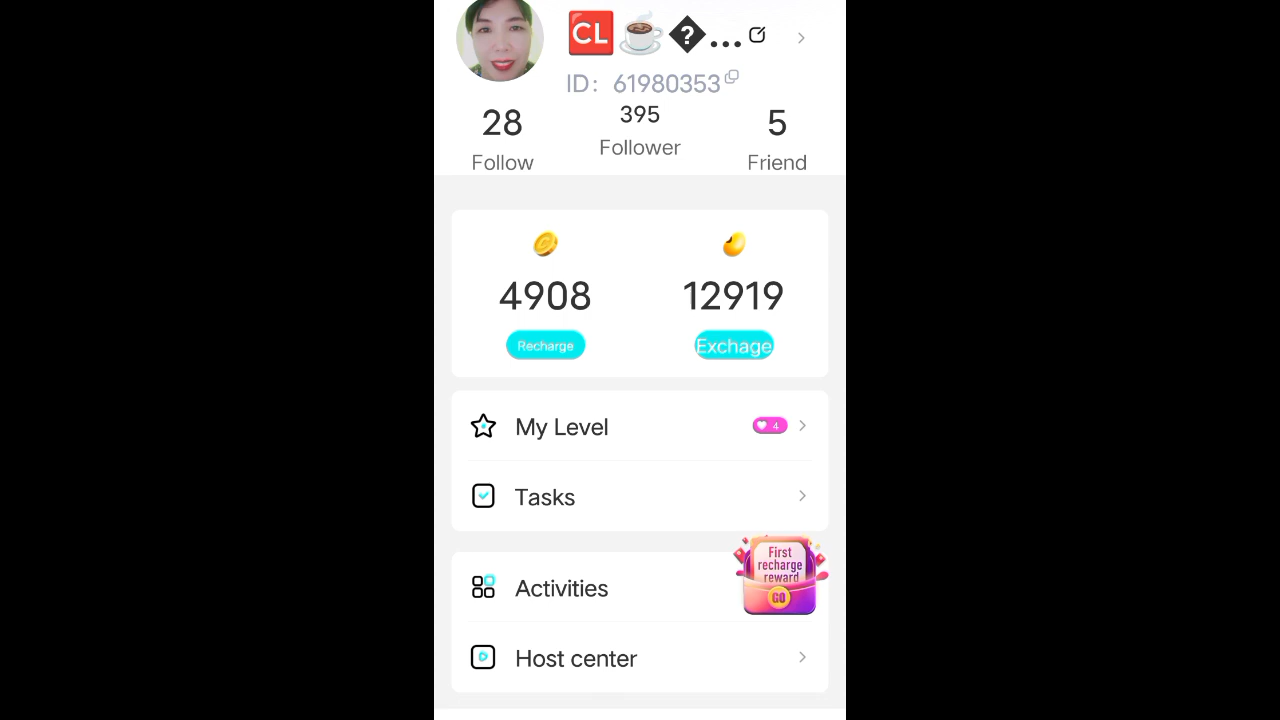 🆑☕�...
ID: 61980353
28
Follow
395
Follower
5
Friend
4908
12919
Recharge
Exchage
My Level
4
Tasks
First
recharge
reward
GO
Activities
Host center